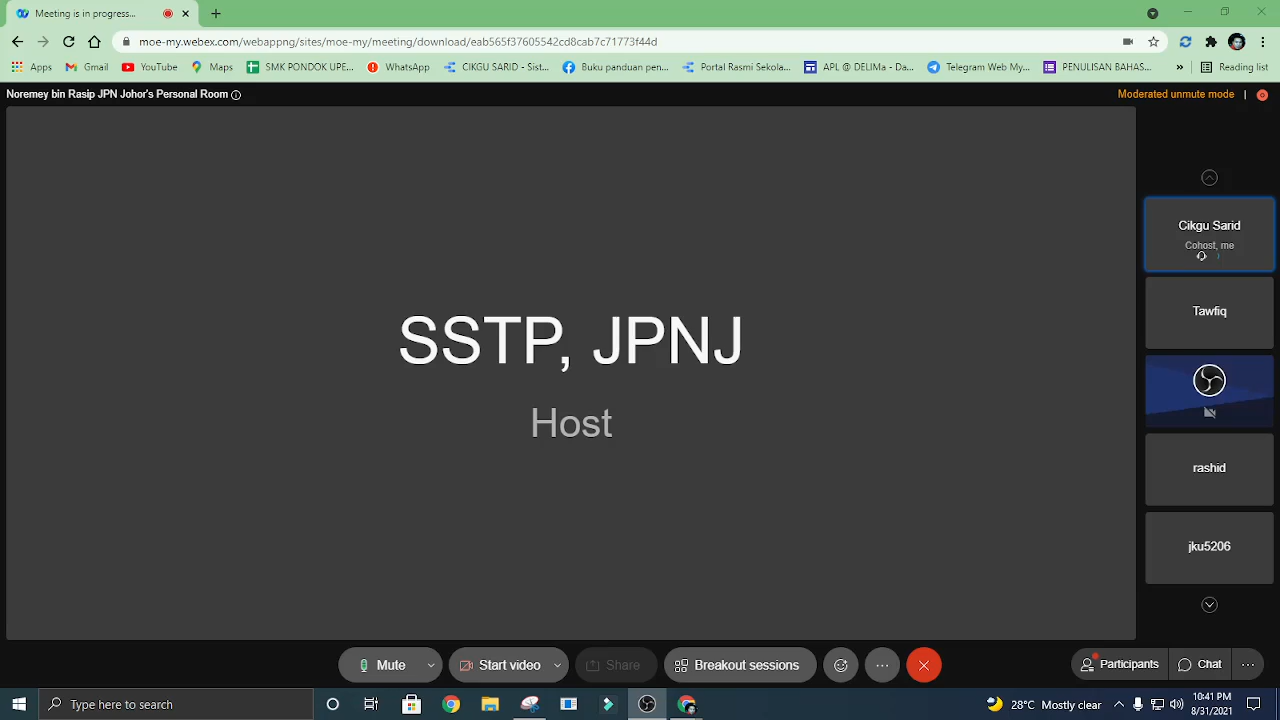 Meeting is in progress...
moe-my.webex.com/webappng/sites/moe-my/meeting/download/eab565f37605542cd8cab7c71773f44d
Apps Gmail YouTube Maps SMK PONDOK UPE... WhatsApp CIKGU SARID - Sist... Buku panduan pen... Portal Rasmi Sekola... APL @ DELIMa - Da... Telegram Web My... PENULISAN BAHAS... » Reading list
Noremey bin Rasip JPN Johor's Personal Room
Moderated unmute mode |
SSTP, JPNJ
Host
Cikgu Sarid
Cohost, me
Tawfiq
rashid
jku5206
Mute Start video Share Breakout sessions
Participants Chat
Type here to search
28°C Mostly clear
10:41 PM
8/31/2021